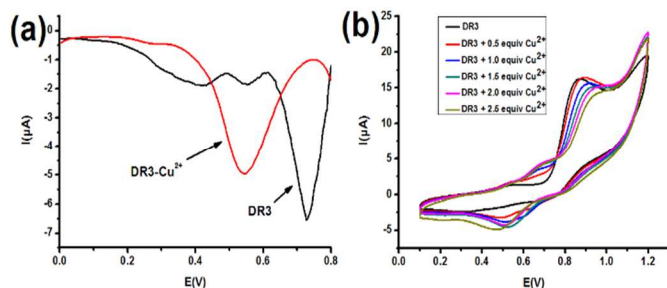 (a)
0
-1
-2
-3
-4
-5
-6
-7
I(μA)
DR3-Cu²⁺
DR3
0.0 0.2 0.4 0.6 0.8
E(V)
(b)
25
20
15
10
5
0
-5
I(μA)
DR3
DR3 + 0.5 equiv Cu²⁺
DR3 + 1.0 equiv Cu²⁺
DR3 + 1.5 equiv Cu²⁺
DR3 + 2.0 equiv Cu²⁺
DR3 + 2.5 equiv Cu²⁺
0.0 0.2 0.4 0.6 0.8 1.0 1.2
E(V)